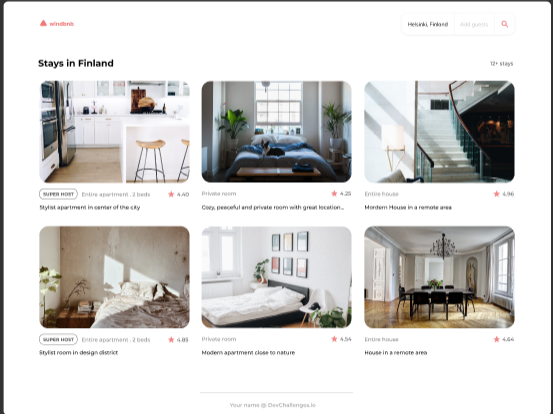 windbnb
Helsinki, Finland
Add guests
Stays in Finland
12+ stays
SUPER HOST
Entire apartment . 2 beds
4.40
Stylist apartment in center of the city
Private room
4.25
Cozy, peaceful and private room with great location...
Entire house
4.96
Mordern House in a remote area
SUPER HOST
Entire apartment . 2 beds
4.85
Stylist room in design district
Private room
4.54
Modern apartment close to nature
Entire house
4.64
House in a remote area
Your name @ DevChallenges.io